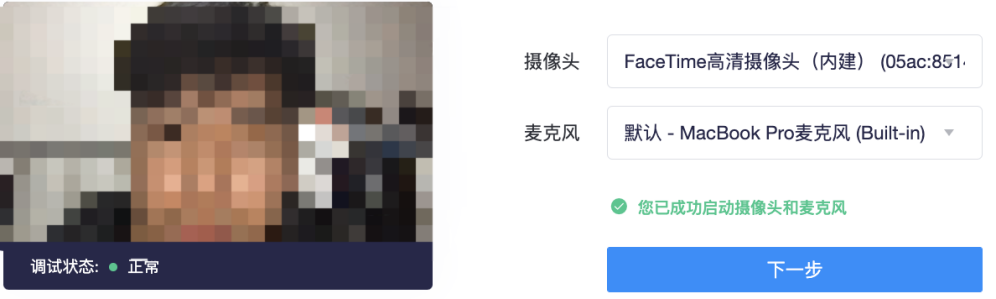 摄像头
FaceTime高清摄像头（内建） (05ac:8514
麦克风
默认 - MacBook Pro麦克风 (Built-in)
您已成功启动摄像头和麦克风
调试状态: 正常
下一步